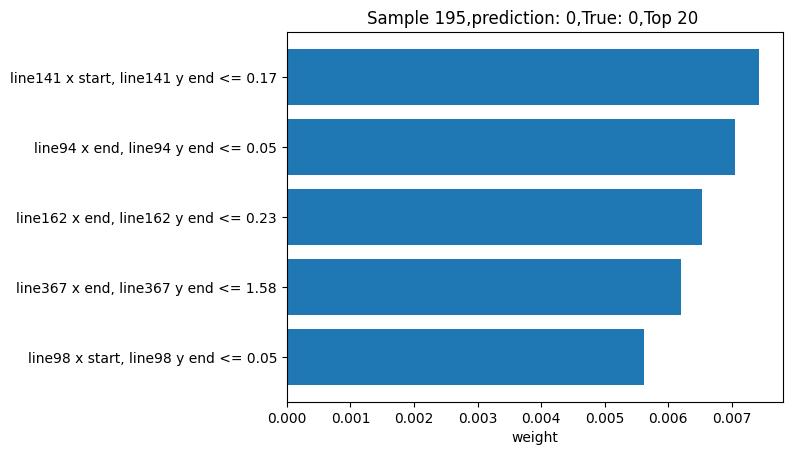 Sample 195,prediction: 0,True: 0,Top 20
line141 x start, line141 y end <= 0.17
line94 x end, line94 y end <= 0.05
line162 x end, line162 y end <= 0.23
line367 x end, line367 y end <= 1.58
line98 x start, line98 y end <= 0.05
0.000 0.001 0.002 0.003 0.004 0.005 0.006 0.007
weight